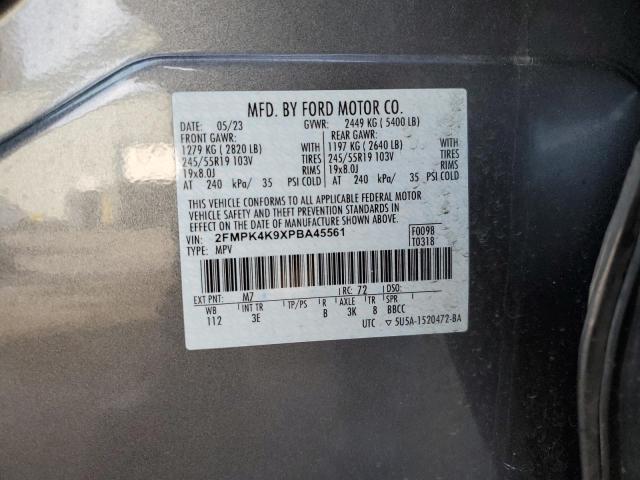 MFD. BY FORD MOTOR CO.
DATE: 05/23 GVWR: 2449 KG ( 5400 LB)
FRONT GAWR: REAR GAWR:
1279 KG ( 2820 LB) WITH 1197 KG ( 2640 LB) WITH
245/55R19 103V TIRES 245/55R19 103V TIRES
19x8.0J RIMS 19x8.0J RIMS
AT 240 kPa/ 35 PSI COLD AT 240 kPa/ 35 PSI COLD
THIS VEHICLE CONFORMS TO ALL APPLICABLE FEDERAL MOTOR
VEHICLE SAFETY AND THEFT PREVENTION STANDARDS IN
EFFECT ON THE DATE OF MANUFACTURE SHOWN ABOVE.
VIN: 2FMPK4K9XPBA45561 F0098
TYPE: MPV T0318
EXT PNT: M7 RC: 72 DSO:
WB INT TR TP/PS R AXLE TR SPR
112 3E B 3K 8 BBCC
UTC ▽ 5U5A-1520472-BA